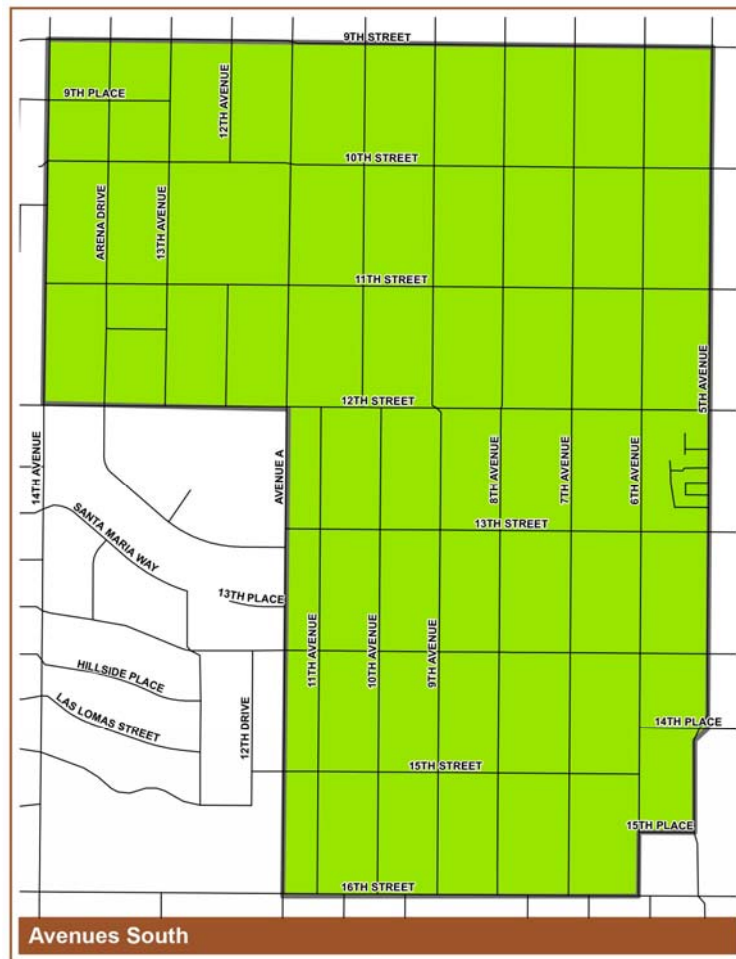 9TH STREET
9TH PLACE
12TH AVENUE
10TH STREET
ARENA DRIVE
13TH AVENUE
11TH STREET
5TH AVENUE
12TH STREET
14TH AVENUE
AVENUE A
8TH AVENUE
7TH AVENUE
6TH AVENUE
SANTA MARIA WAY
13TH STREET
13TH PLACE
11TH AVENUE
10TH AVENUE
9TH AVENUE
HILLSIDE PLACE
LAS LOMAS STREET
12TH DRIVE
14TH PLACE
15TH STREET
15TH PLACE
16TH STREET
Avenues South